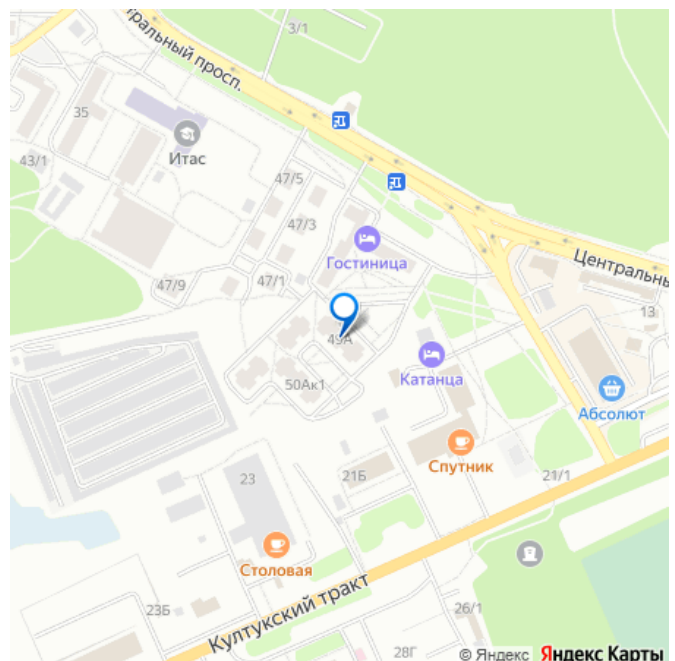 3/1
тральный просп.
35
Итас
43/1
47/5
47/3
Гостиница
Центральны
47/9
47/1
49А
13
50Ак1
Катанца
Абсолют
Спутник
23
21Б
21/1
Столовая
Култукский тракт
23Б
26/1
28Г
© Яндекс Яндекс Карты